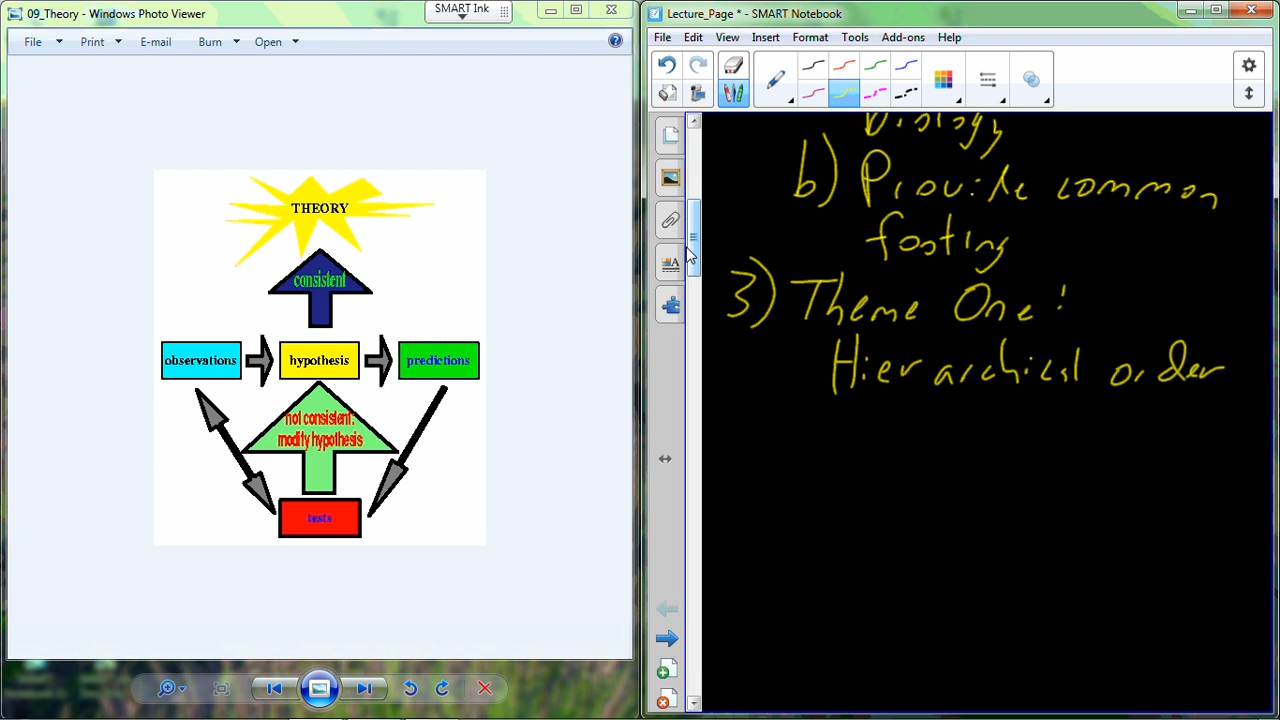 09_Theory - Windows Photo Viewer
SMART Ink
File Print E-mail Burn Open
THEORY
consistent
observations hypothesis predictions
not consistent:
modify hypothesis
tests
Lecture_Page * - SMART Notebook
File Edit View Insert Format Tools Add-ons Help
Biology
b) Provide common
footing
3) Theme One:
Hierarchical order